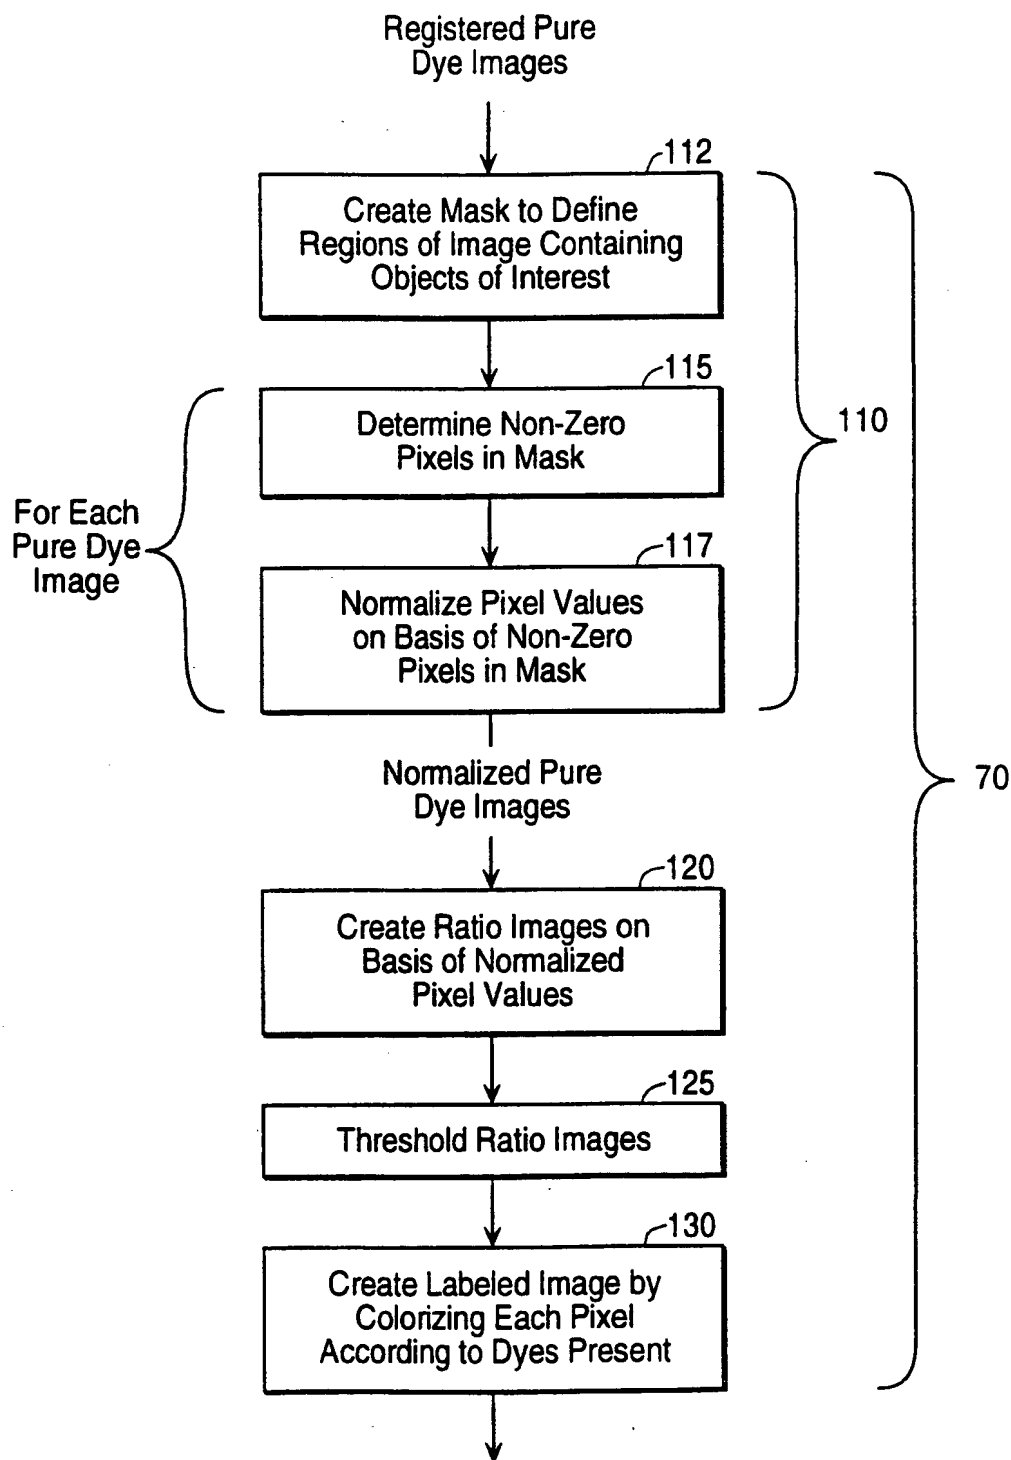 Registered Pure
Dye Images
112
Create Mask to Define
Regions of Image Containing
Objects of Interest
115
Determine Non-Zero
Pixels in Mask
110
For Each
Pure Dye
Image
117
Normalize Pixel Values
on Basis of Non-Zero
Pixels in Mask
Normalized Pure
Dye Images
70
120
Create Ratio Images on
Basis of Normalized
Pixel Values
125
Threshold Ratio Images
130
Create Labeled Image by
Colorizing Each Pixel
According to Dyes Present